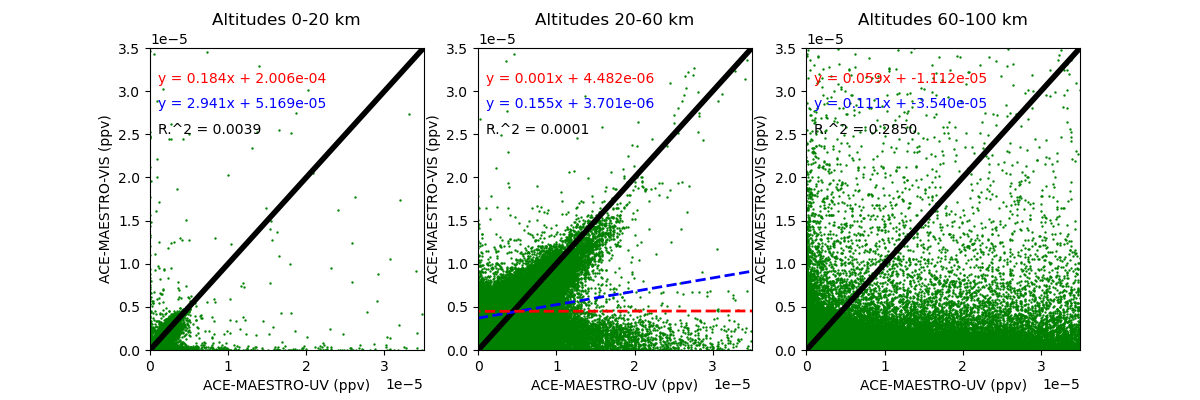 Altitudes 0-20 km
1e−5
3.5
3.0
2.5
2.0
1.5
1.0
0.5
0.0
ACE-MAESTRO-VIS (ppv)
y = 0.184x + 2.006e-04
y = 2.941x + 5.169e-05
R.^2 = 0.0039
0 1 2 3
ACE-MAESTRO-UV (ppv) 1e−5
Altitudes 20-60 km
1e−5
3.5
3.0
2.5
2.0
1.5
1.0
0.5
0.0
ACE-MAESTRO-VIS (ppv)
y = 0.001x + 4.482e-06
y = 0.155x + 3.701e-06
R.^2 = 0.0001
0 1 2 3
ACE-MAESTRO-UV (ppv) 1e−5
Altitudes 60-100 km
1e−5
3.5
3.0
2.5
2.0
1.5
1.0
0.5
0.0
ACE-MAESTRO-VIS (ppv)
y = 0.059x + -1.112e-05
y = 0.111x + -3.540e-05
R.^2 = 0.2850
0 1 2 3
ACE-MAESTRO-UV (ppv) 1e−5